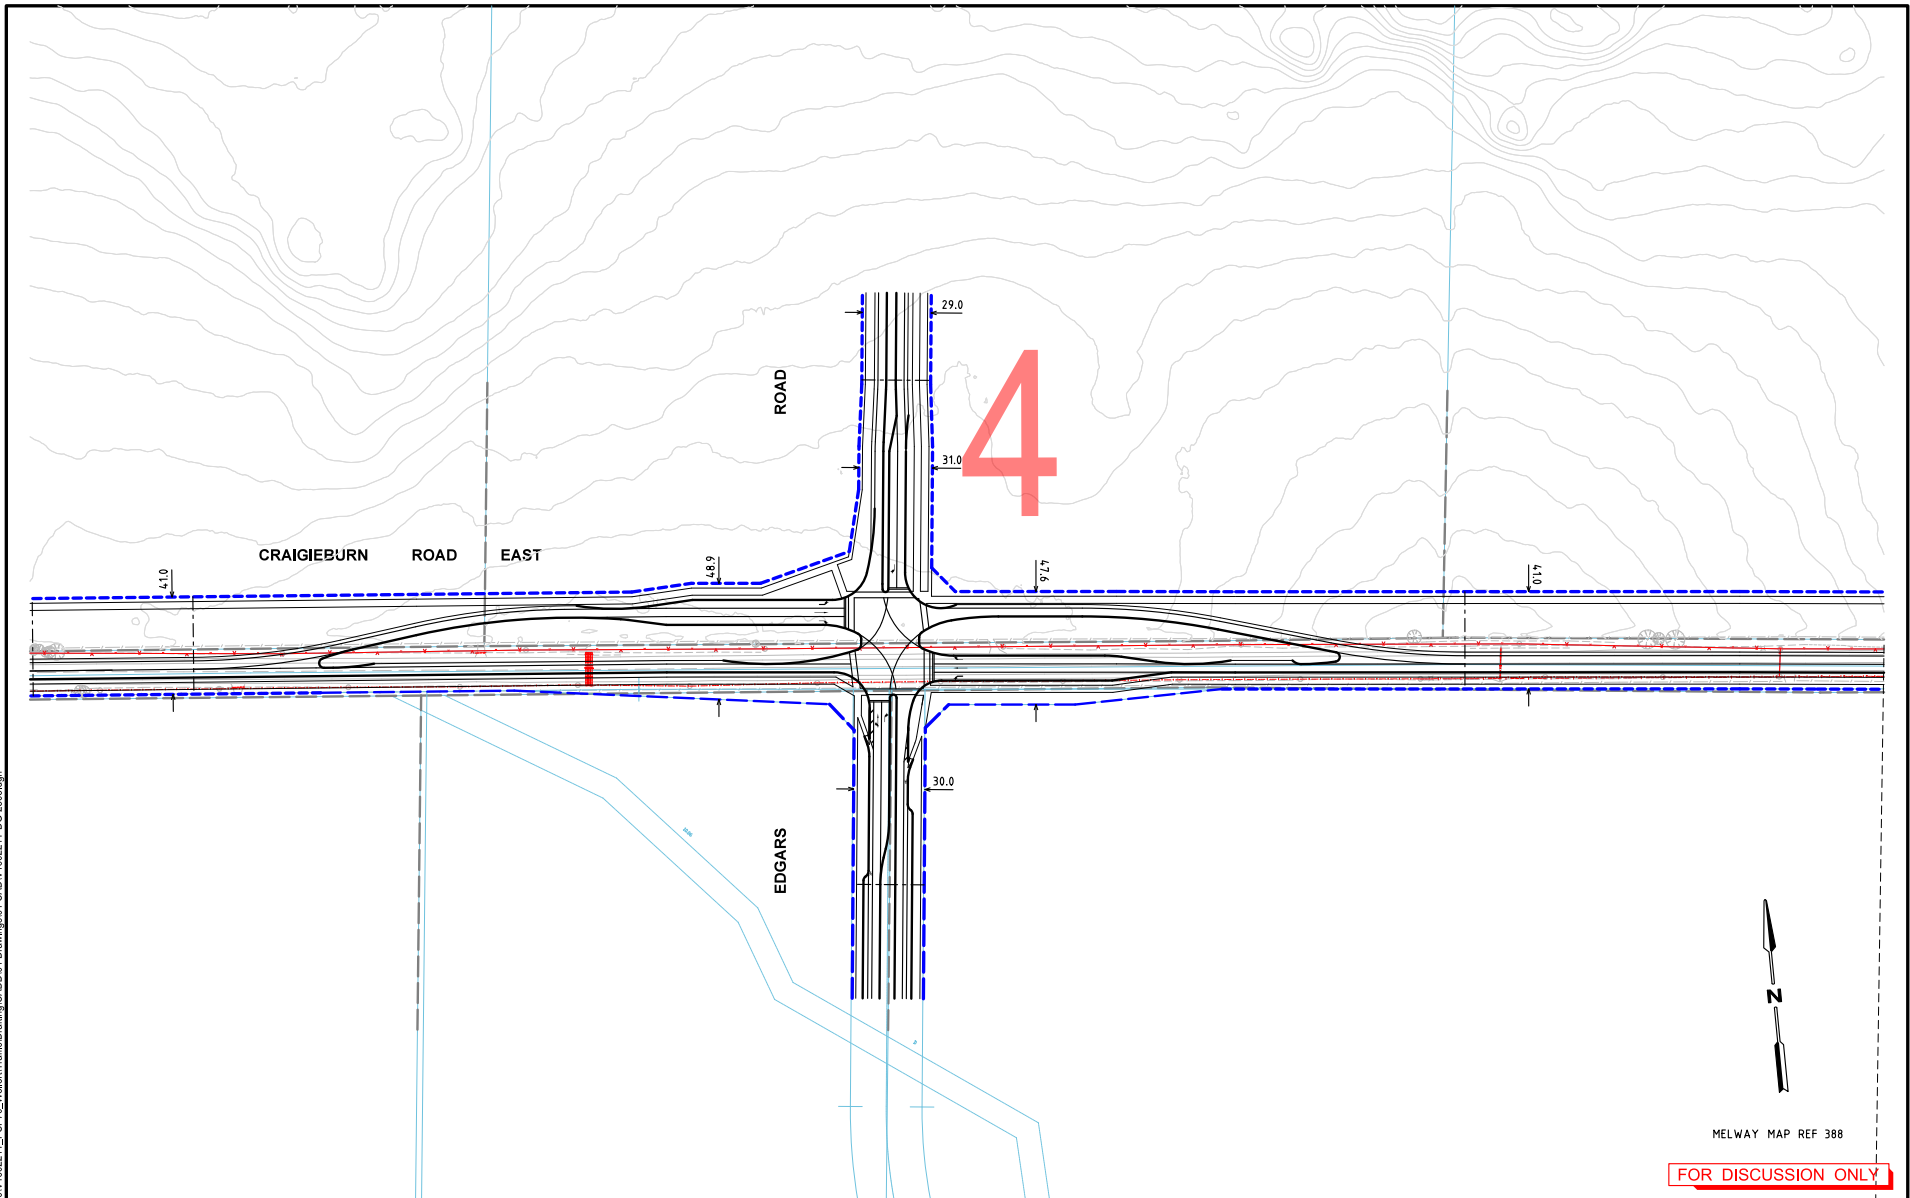 29.0
ROAD
4
31.0
CRAIGIEBURN ROAD EAST
41.0
48.9
47.6
41.0
30.0
EDGARS
N
MELWAY MAP REF 388
FOR DISCUSSION ONLY